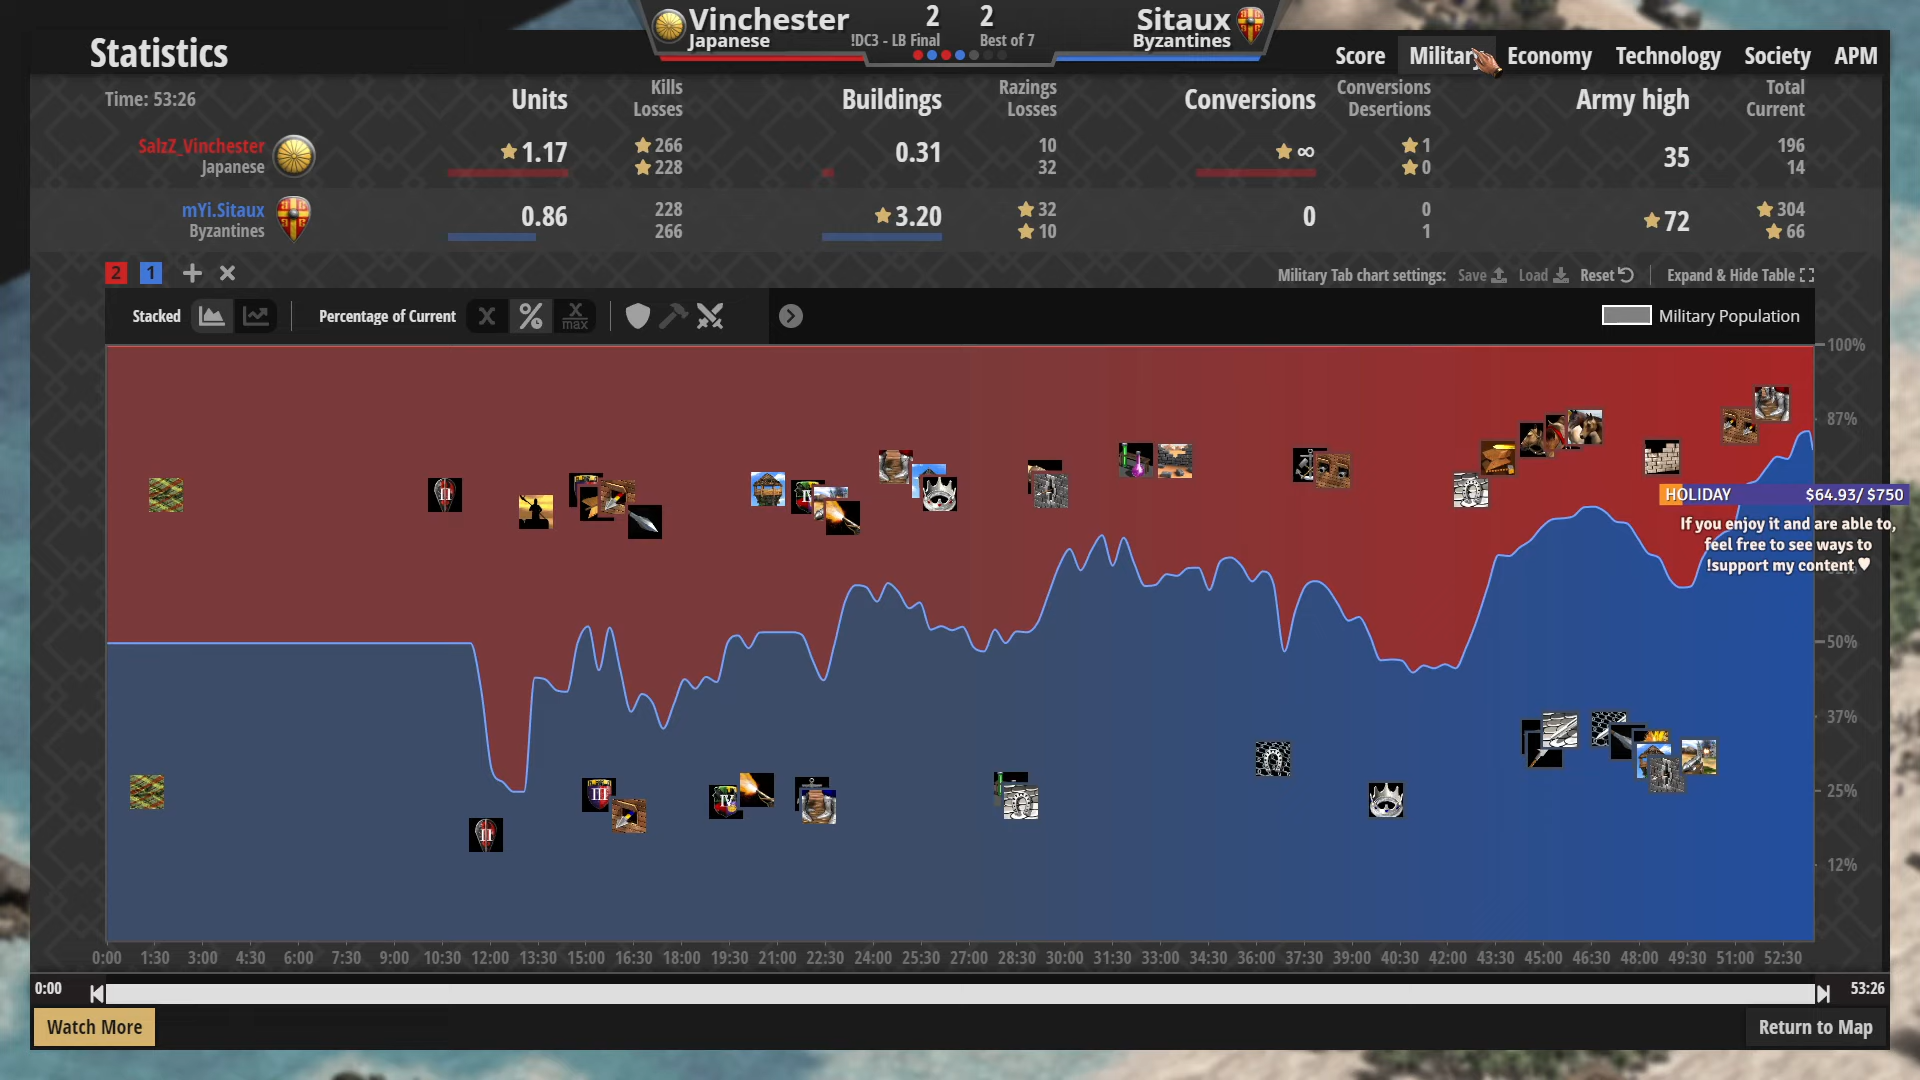 Vinchester
Japanese
2
2
!DC3 - LB Final
Best of 7
Sitaux
Byzantines
Statistics
Score
Military
Economy
Technology
Society
APM
Time: 53:26
Units
Kills
Losses
Buildings
Razings
Losses
Conversions
Conversions
Desertions
Army high
Total
Current
SalzZ_Vinchester
Japanese
1.17
266
228
0.31
10
32
∞
1
0
35
196
14
mYi.Sitaux
Byzantines
0.86
228
266
3.20
32
10
0
0
1
72
304
66
2
1
Military Tab chart settings:
Save
Load
Reset
Expand & Hide Table
Stacked
Percentage of Current
X
%
X
max
Military Population
100%
87%
50%
37%
25%
12%
HOLIDAY
$64.93/ $750
If you enjoy it and are able to,
feel free to see ways to
!support my content ♥
II
IV
III
IV
II
0:00 1:30 3:00 4:30 6:00 7:30 9:00 10:30 12:00 13:30 15:00 16:30 18:00 19:30 21:00 22:30 24:00 25:30 27:00 28:30 30:00 31:30 33:00 34:30 36:00 37:30 39:00 40:30 42:00 43:30 45:00 46:30 48:00 49:30 51:00 52:30
0:00
53:26
Watch More
Return to Map